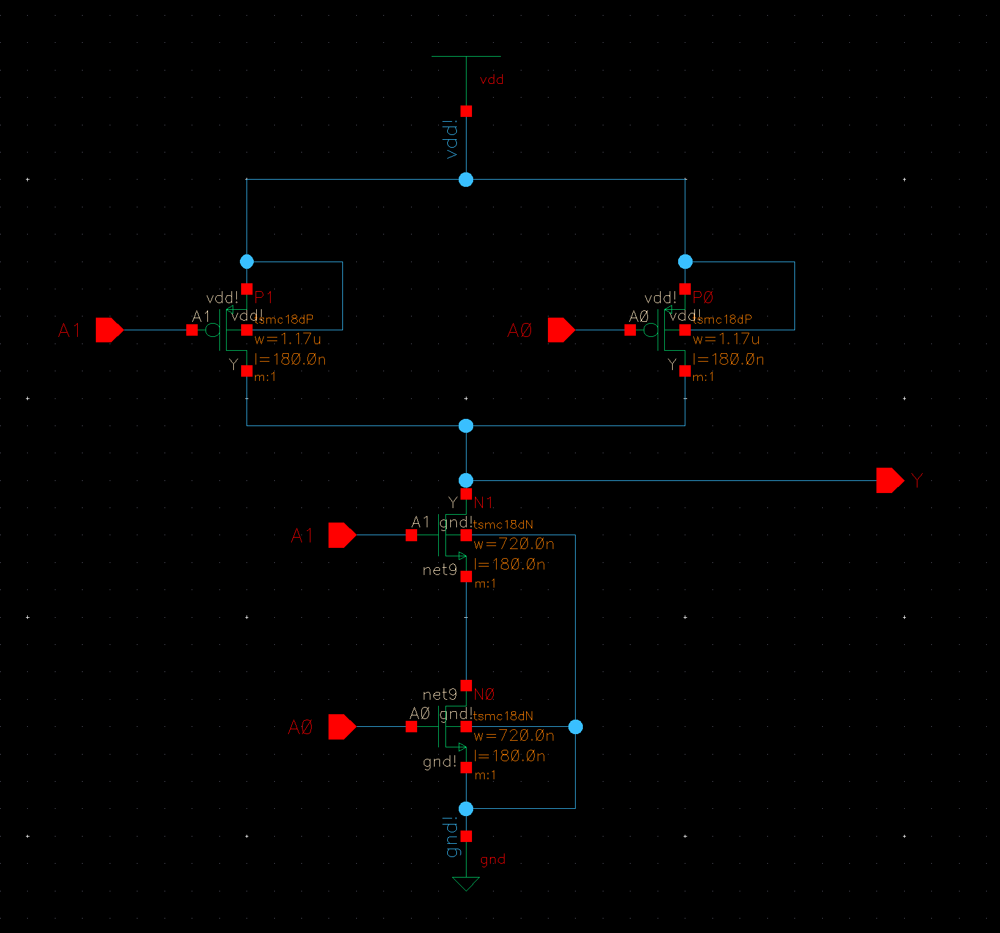 vdd
vdd!
vdd!
P1
A1
A1
vdd!
tsmc18dP
w=1.17u
l=180.0n
Y
m:1
vdd!
P0
A0
A0
vdd!
tsmc18dP
w=1.17u
l=180.0n
Y
m:1
Y
Y
N1
A1
A1
gnd!
tsmc18dN
w=720.0n
l=180.0n
net9
m:1
net9
N0
A0
A0
gnd!
tsmc18dN
w=720.0n
l=180.0n
gnd!
m:1
gnd!
gnd